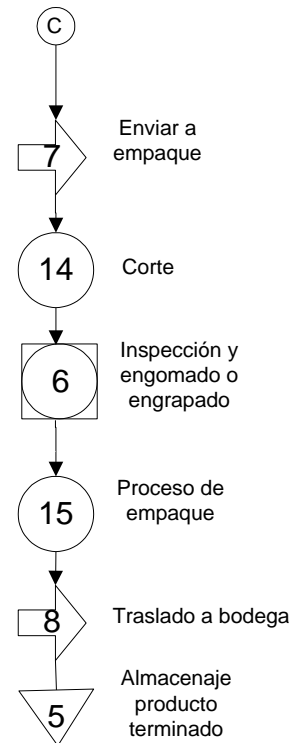 C
7
Enviar a
empaque
14
Corte
6
Inspección y
engomado o
engrapado
15
Proceso de
empaque
8
Traslado a bodega
5
Almacenaje
producto
terminado